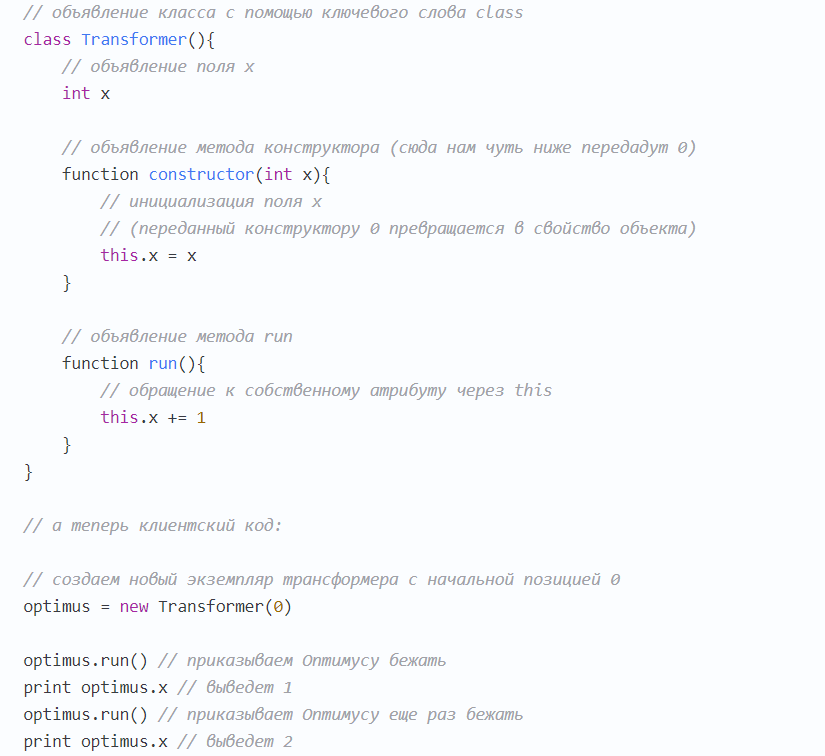 // объявление класса с помощью ключевого слова class
class Transformer(){
// объявление поля x
int x
// объявление метода конструктора (сюда нам чуть ниже передадут 0)
function constructor(int x){
// инициализация поля x
// (переданный конструктору 0 превращается в свойство объекта)
this.x = x
}
// объявление метода run
function run(){
// обращение к собственному атрибуту через this
this.x += 1
}
}
// а теперь клиентский код:
// создаем новый экземпляр трансформера с начальной позицией 0
optimus = new Transformer(0)
optimus.run() // приказываем Оптимусу бежать
print optimus.x // выведет 1
optimus.run() // приказывает Оптимусу еще раз бежать
print optimus.x // выведет 2